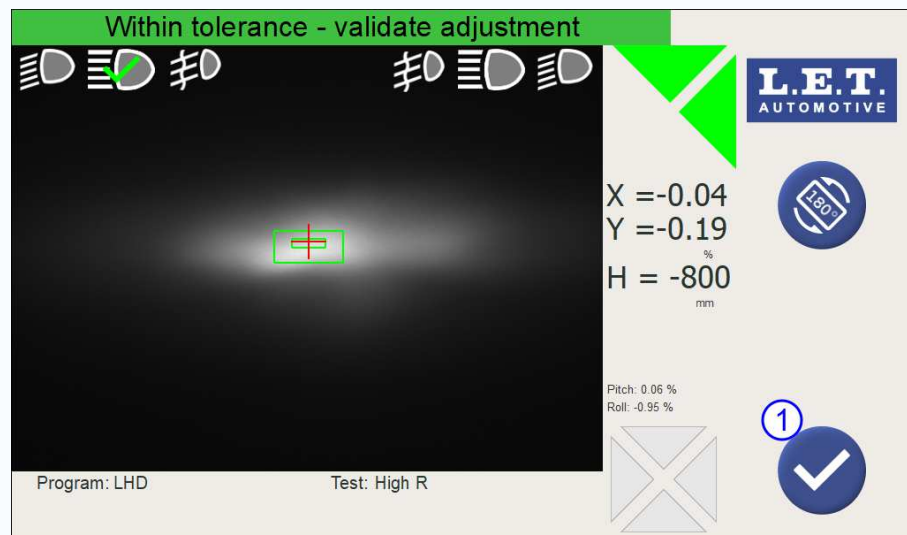 Within tolerance - validate adjustment
L.E.T.
AUTOMOTIVE
180°
X =-0.04
Y =-0.19
%
H = -800
mm
Pitch: 0.06 %
Roll: -0.95 %
1
Program: LHD
Test: High R